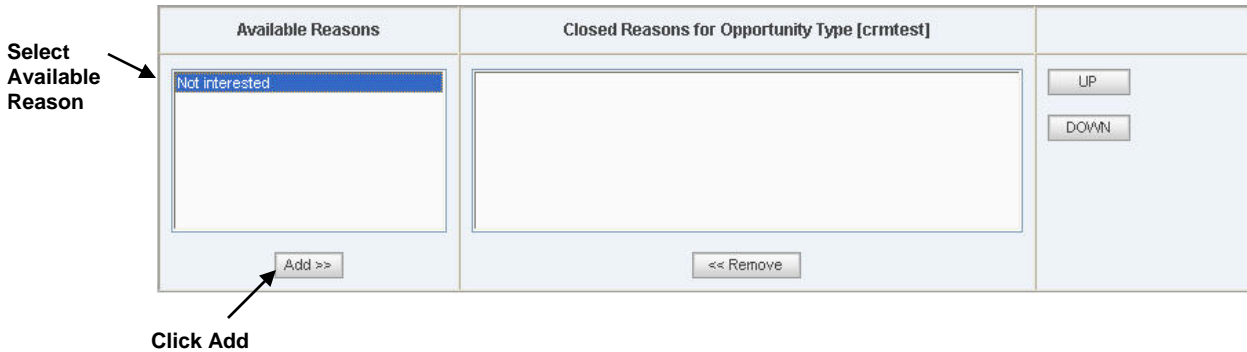 Available Reasons
Closed Reasons for Opportunity Type [crmtest]
Select
Available
Reason
Not interested
UP
DOWN
Add >>
<< Remove
Click Add